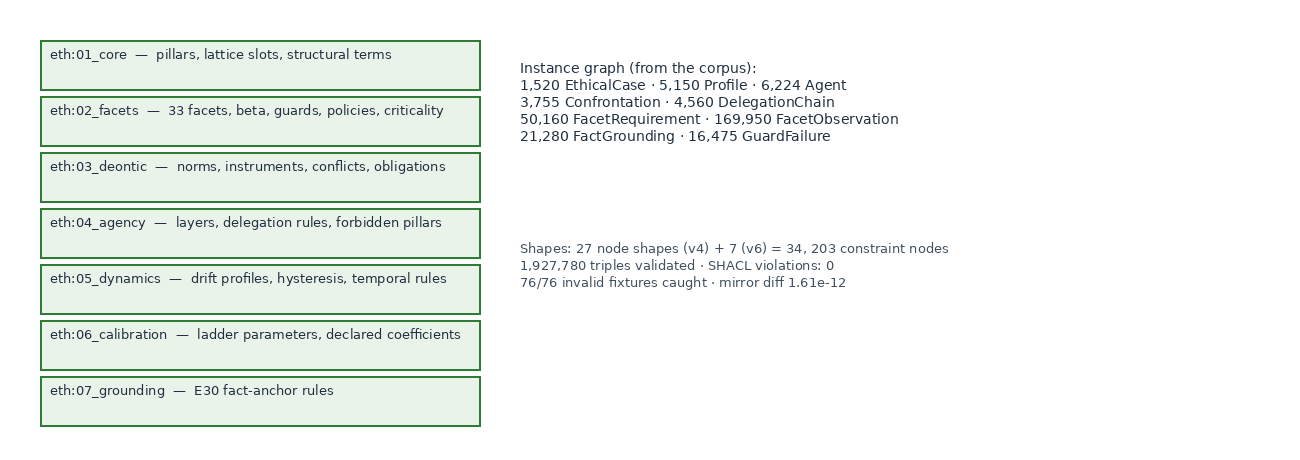 eth:01_core — pillars, lattice slots, structural terms
eth:02_facets — 33 facets, beta, guards, policies, criticality
eth:03_deontic — norms, instruments, conflicts, obligations
eth:04_agency — layers, delegation rules, forbidden pillars
eth:05_dynamics — drift profiles, hysteresis, temporal rules
eth:06_calibration — ladder parameters, declared coefficients
eth:07_grounding — E30 fact-anchor rules
Instance graph (from the corpus):
1,520 EthicalCase · 5,150 Profile · 6,224 Agent
3,755 Confrontation · 4,560 DelegationChain
50,160 FacetRequirement · 169,950 FacetObservation
21,280 FactGrounding · 16,475 GuardFailure
Shapes: 27 node shapes (v4) + 7 (v6) = 34, 203 constraint nodes
1,927,780 triples validated · SHACL violations: 0
76/76 invalid fixtures caught · mirror diff 1.61e-12